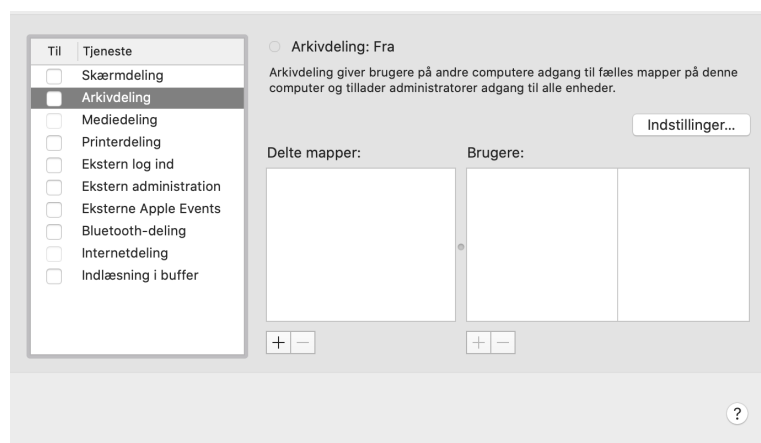 Til Tjeneste
Skærmdeling
Arkivdeling
Mediedeling
Printerdeling
Ekstern log ind
Ekstern administration
Eksterne Apple Events
Bluetooth-deling
Internetdeling
Indlæsning i buffer
Arkivdeling: Fra
Arkivdeling giver brugere på andre computere adgang til fælles mapper på denne
computer og tillader administratorer adgang til alle enheder.
Indstillinger...
Delte mapper: Brugere:
+ − + −
?